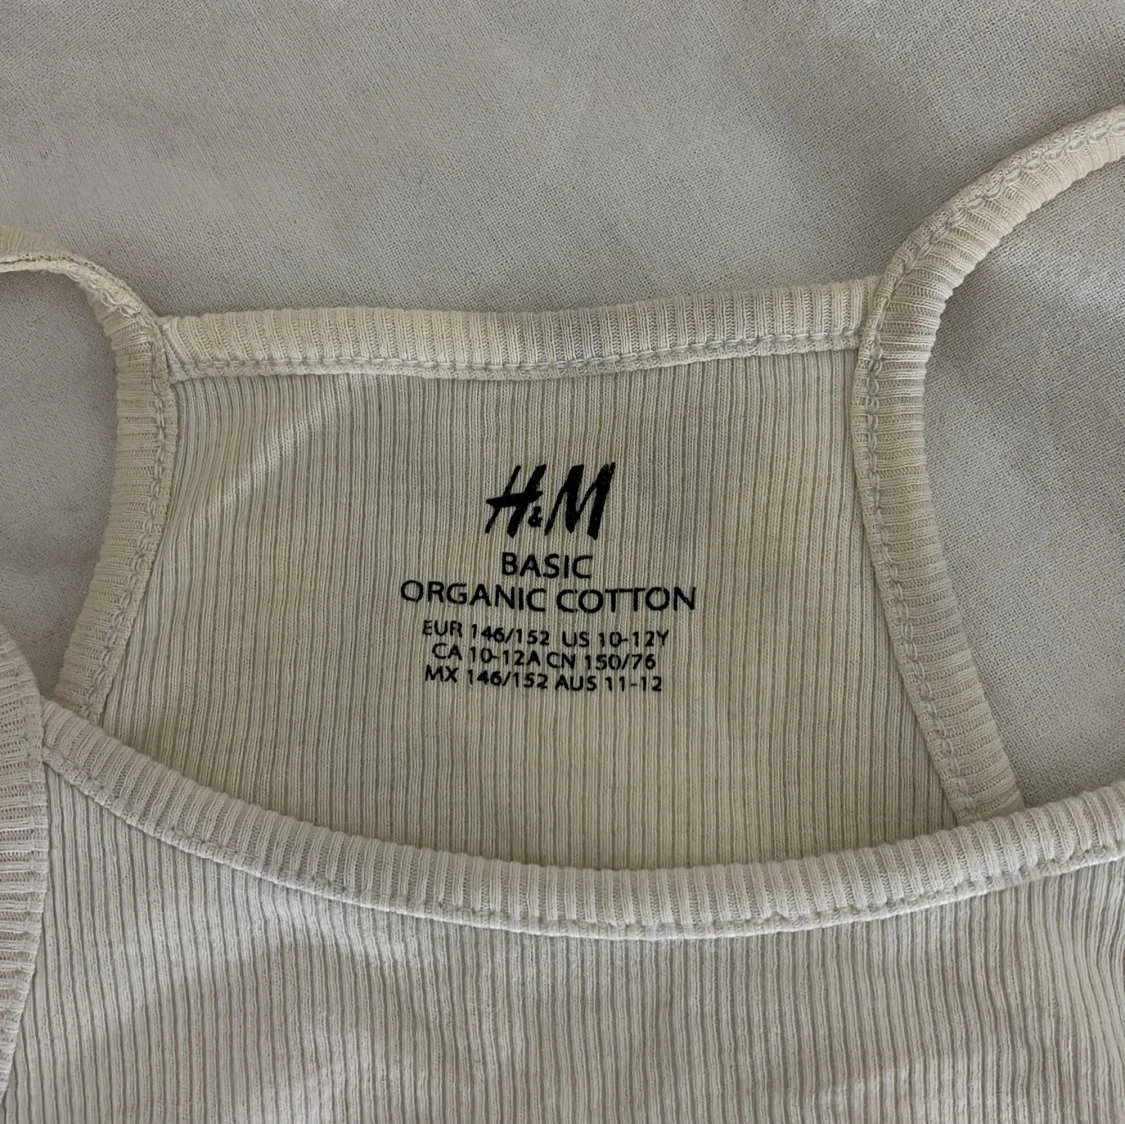 H&M
BASIC
ORGANIC COTTON
EUR 146/152 US 10-12Y
CA 10-12A CN 150/76
MX 146/152 AUS 11-12